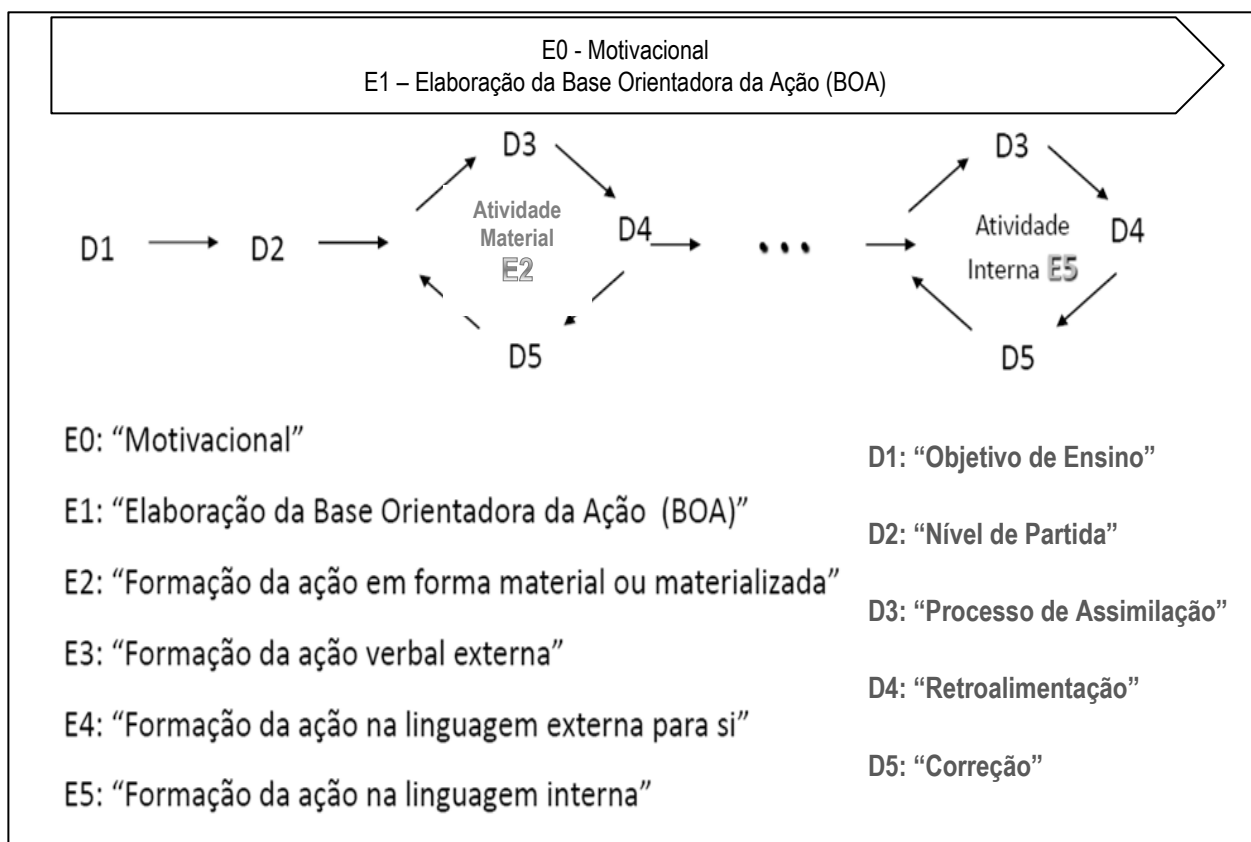 E0 - Motivacional
E1 – Elaboração da Base Orientadora da Ação (BOA)
D3
D3
Atividade
Material
E2
D1
D2
D4
• • •
Atividade
Interna E5
D4
D5
D5
E0: “Motivacional”
E1: “Elaboração da Base Orientadora da Ação (BOA)”
E2: “Formação da ação em forma material ou materializada”
E3: “Formação da ação verbal externa”
E4: “Formação da ação na linguagem externa para si”
E5: “Formação da ação na linguagem interna”
D1: “Objetivo de Ensino”
D2: “Nível de Partida”
D3: “Processo de Assimilação”
D4: “Retroalimentação”
D5: “Correção”